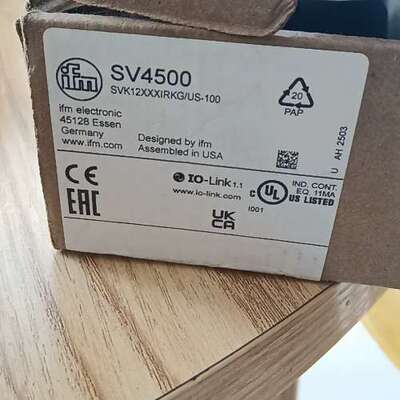 ifm
SV4500
SVK12XXXIRKG/US-100
ifm electronic
45128 Essen
Germany
www.ifm.com
Designed by ifm
Assembled in USA
20
PAP
U AH 2503
CE
EAC
IO-Link 1.1
www.io-link.com
UK
CA
I001
C UL
IND. CONT.
EQ. 11MA
US LISTED